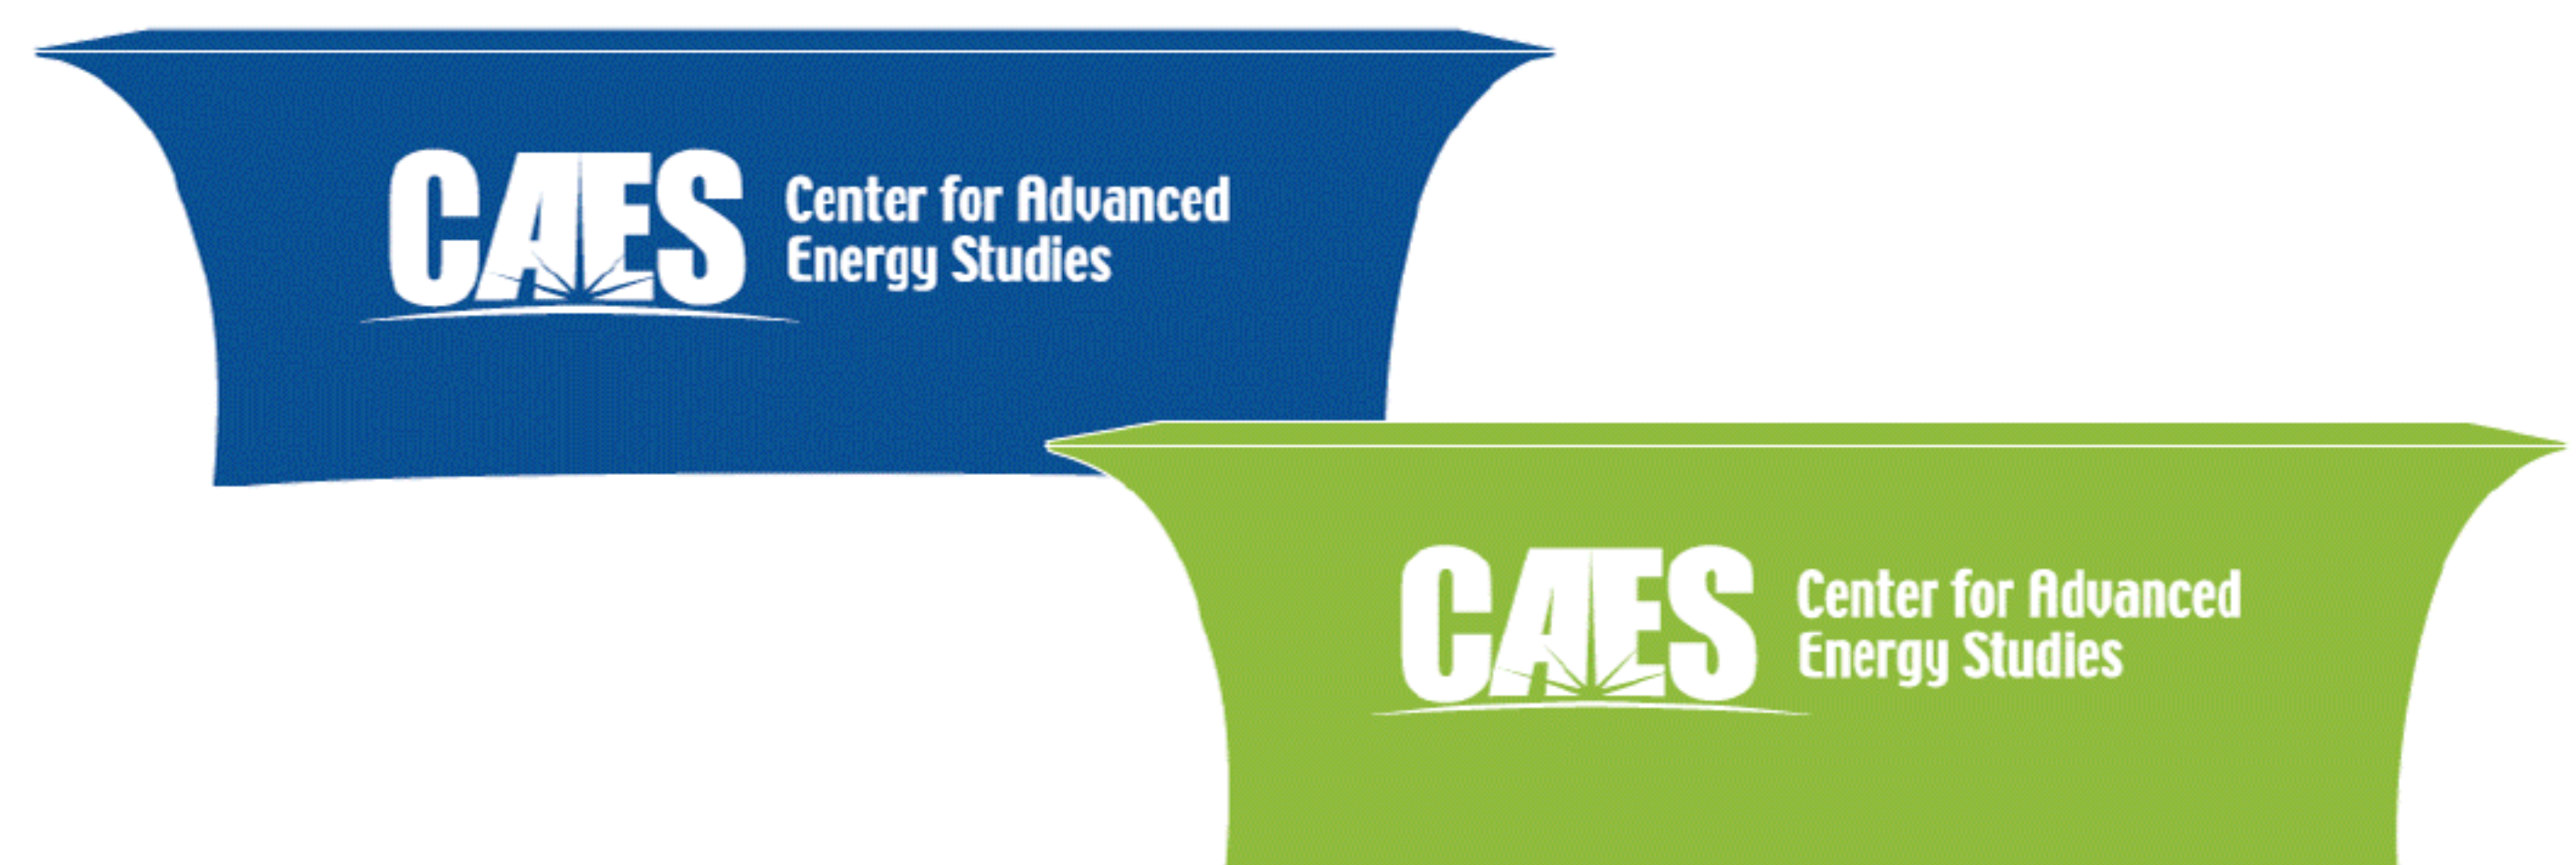 CAES
Center for Advanced
Energy Studies
CAES
Center for Advanced
Energy Studies